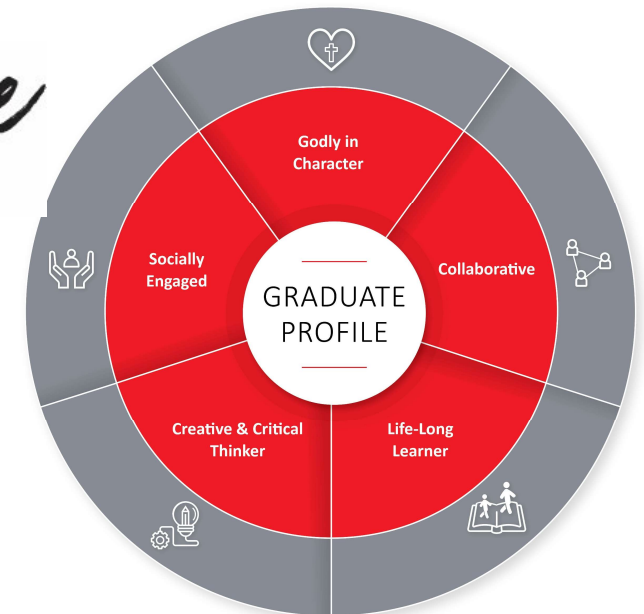 Godly in
Character
Socially
Engaged
Collaborative
GRADUATE
PROFILE
Creative & Critical
Thinker
Life-Long
Learner